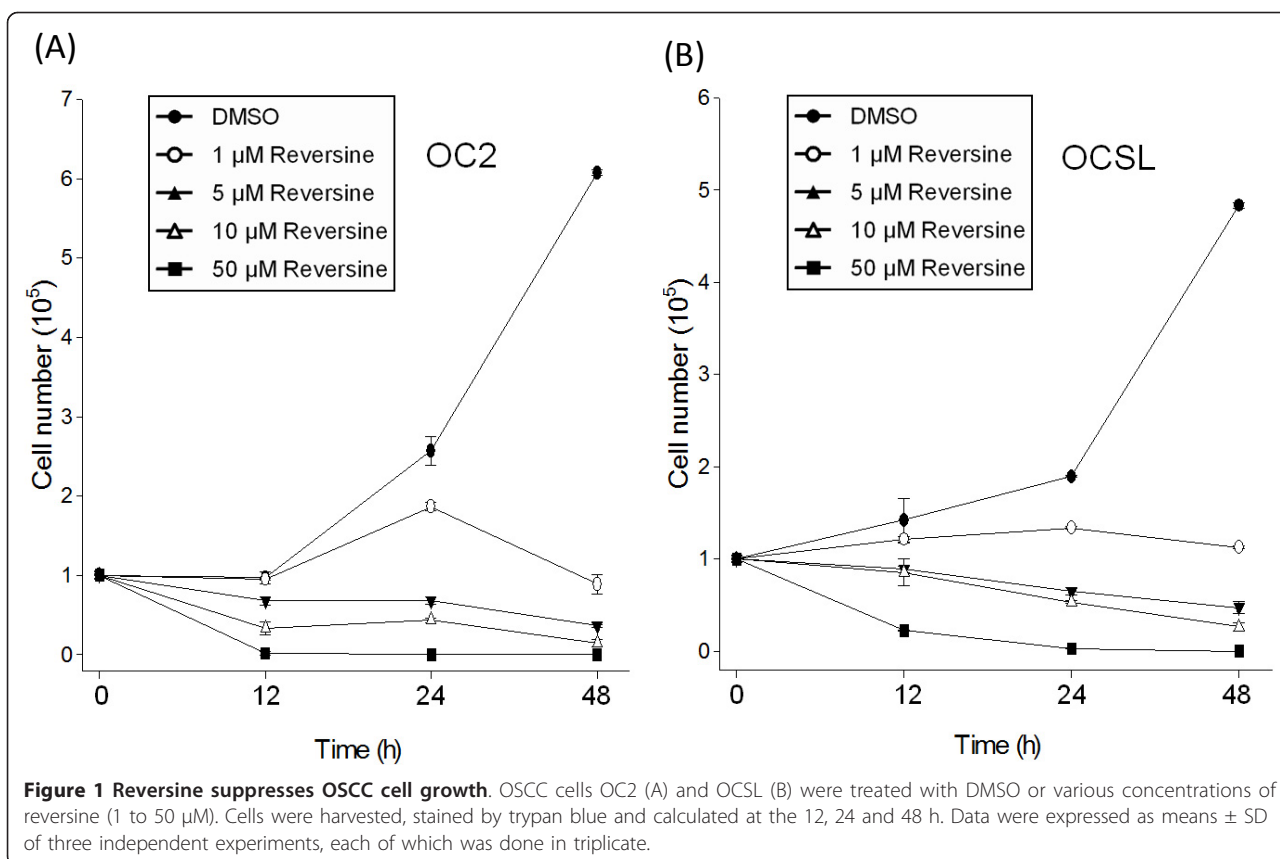 (A)
7
6
5
4
3
2
1
0
Cell number (10⁵)
DMSO
1 µM Reversine
5 µM Reversine
10 µM Reversine
50 µM Reversine
OC2
0 12 24 48
Time (h)
(B)
6
5
4
3
2
1
0
Cell number (10⁵)
DMSO
1 µM Reversine
5 µM Reversine
10 µM Reversine
50 µM Reversine
OCSL
0 12 24 48
Time (h)
Figure 1 Reversine suppresses OSCC cell growth. OSCC cells OC2 (A) and OCSL (B) were treated with DMSO or various concentrations of
reversine (1 to 50 µM). Cells were harvested, stained by trypan blue and calculated at the 12, 24 and 48 h. Data were expressed as means ± SD
of three independent experiments, each of which was done in triplicate.